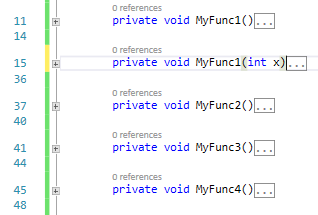 0 references
11 private void MyFunc1()...
14
0 references
15 private void MyFunc1(int x)...
36
0 references
37 private void MyFunc2()...
40
0 references
41 private void MyFunc3()...
44
0 references
45 private void MyFunc4()...
48